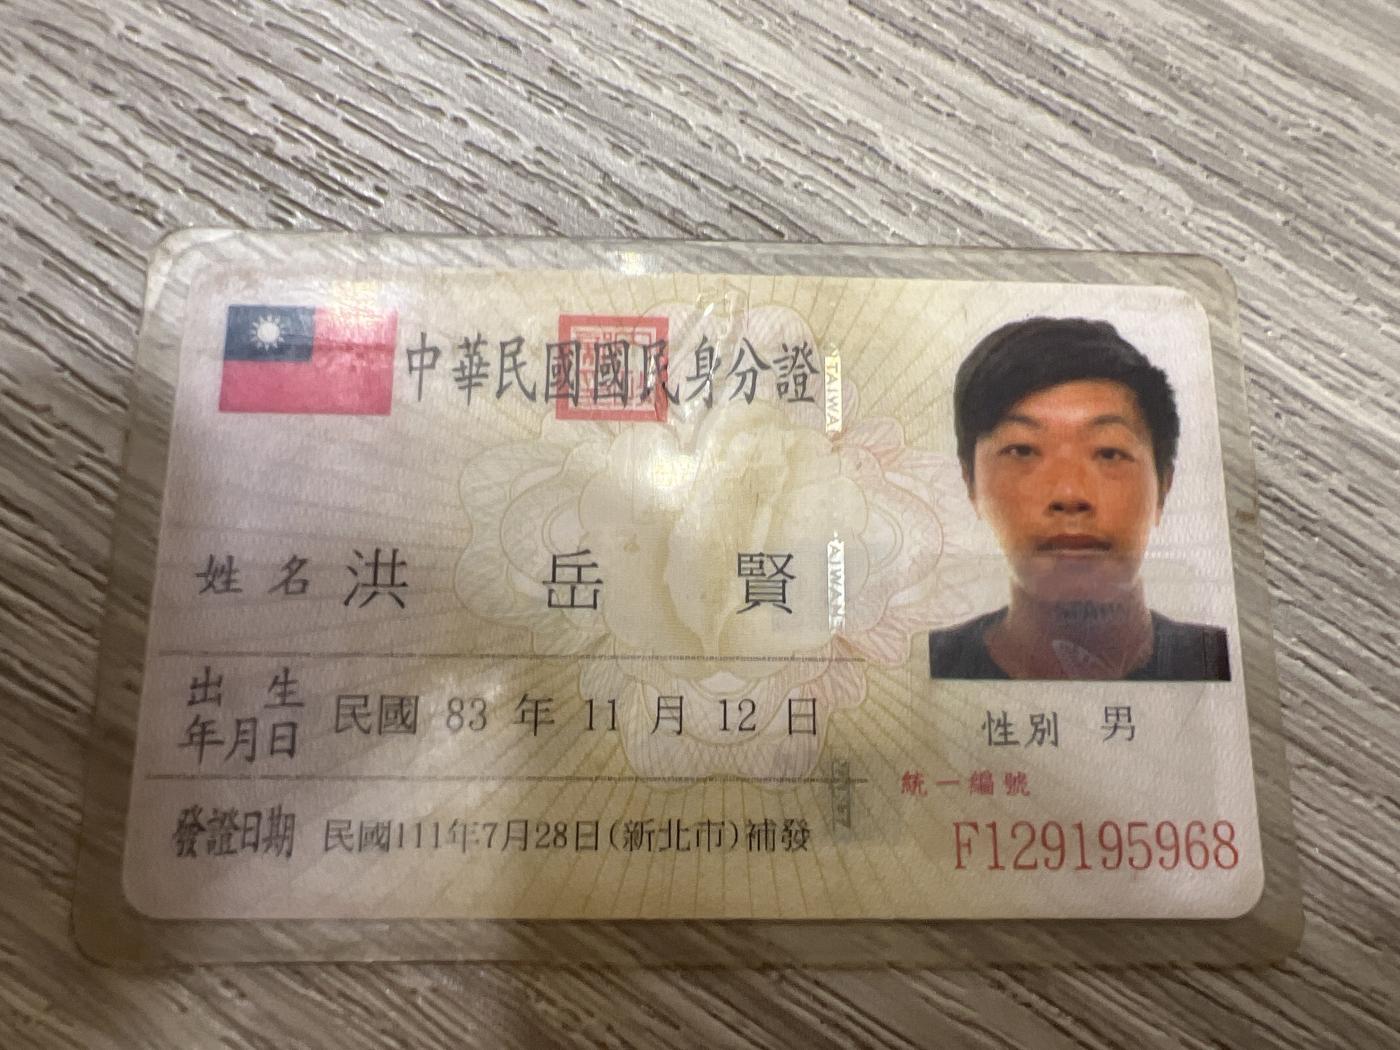 中華民國國民身分證
姓名 洪岳賢
出生年月日 民國 83 年 11 月 12 日
發證日期 民國111年7月28日(新北市)補發
性別 男
統一編號
F129195968
TAIWAN